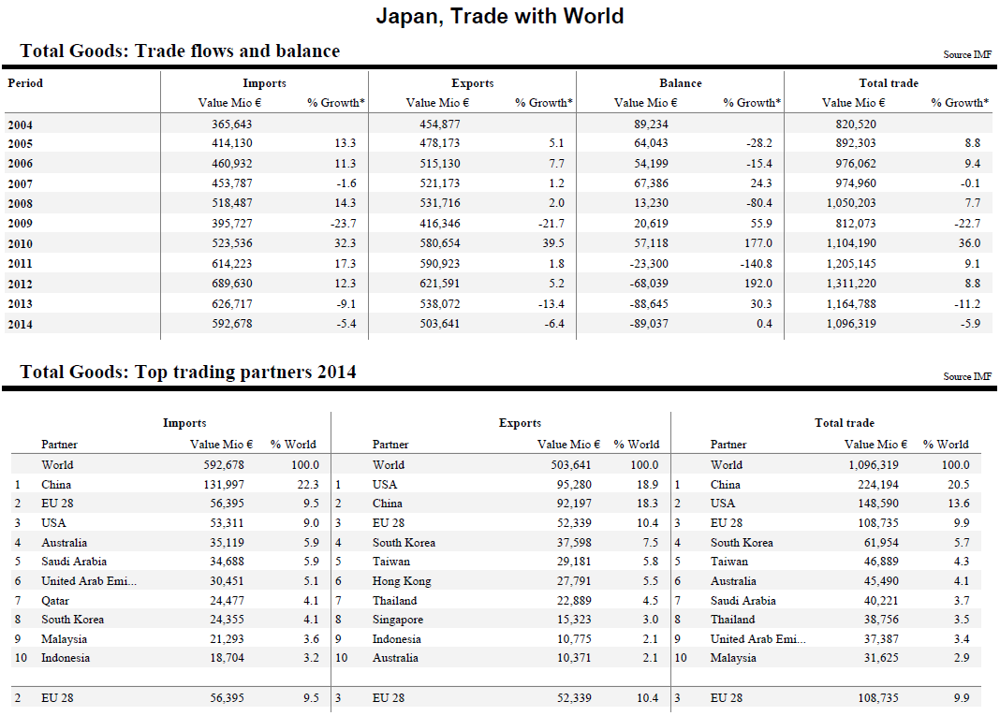 Japan, Trade with World
Total Goods: Trade flows and balance
Source IMF
Period Imports Exports Balance Total trade
Value Mio € % Growth* Value Mio € % Growth* Value Mio € % Growth* Value Mio € % Growth*
2004 365,643 454,877 89,234 820,520
2005 414,130 13.3 478,173 5.1 64,043 -28.2 892,303 8.8
2006 460,932 11.3 515,130 7.7 54,199 -15.4 976,062 9.4
2007 453,787 -1.6 521,173 1.2 67,386 24.3 974,960 -0.1
2008 518,487 14.3 531,716 2.0 13,230 -80.4 1,050,203 7.7
2009 395,727 -23.7 416,346 -21.7 20,619 55.9 812,073 -22.7
2010 523,536 32.3 580,654 39.5 57,118 177.0 1,104,190 36.0
2011 614,223 17.3 590,923 1.8 -23,300 -140.8 1,205,145 9.1
2012 689,630 12.3 621,591 5.2 -68,039 192.0 1,311,220 8.8
2013 626,717 -9.1 538,072 -13.4 -88,645 30.3 1,164,788 -11.2
2014 592,678 -5.4 503,641 -6.4 -89,037 0.4 1,096,319 -5.9
Total Goods: Top trading partners 2014
Source IMF
Imports Exports Total trade
Partner Value Mio € % World Partner Value Mio € % World Partner Value Mio € % World
World 592,678 100.0 World 503,641 100.0 World 1,096,319 100.0
1 China 131,997 22.3 1 USA 95,280 18.9 1 China 224,194 20.5
2 EU 28 56,395 9.5 2 China 92,197 18.3 2 USA 148,590 13.6
3 USA 53,311 9.0 3 EU 28 52,339 10.4 3 EU 28 108,735 9.9
4 Australia 35,119 5.9 4 South Korea 37,598 7.5 4 South Korea 61,954 5.7
5 Saudi Arabia 34,688 5.9 5 Taiwan 29,181 5.8 5 Taiwan 46,889 4.3
6 United Arab Emi... 30,451 5.1 6 Hong Kong 27,791 5.5 6 Australia 45,490 4.1
7 Qatar 24,477 4.1 7 Thailand 22,889 4.5 7 Saudi Arabia 40,221 3.7
8 South Korea 24,355 4.1 8 Singapore 15,323 3.0 8 Thailand 38,756 3.5
9 Malaysia 21,293 3.6 9 Indonesia 10,775 2.1 9 United Arab Emi... 37,387 3.4
10 Indonesia 18,704 3.2 10 Australia 10,371 2.1 10 Malaysia 31,625 2.9
2 EU 28 56,395 9.5 3 EU 28 52,339 10.4 3 EU 28 108,735 9.9